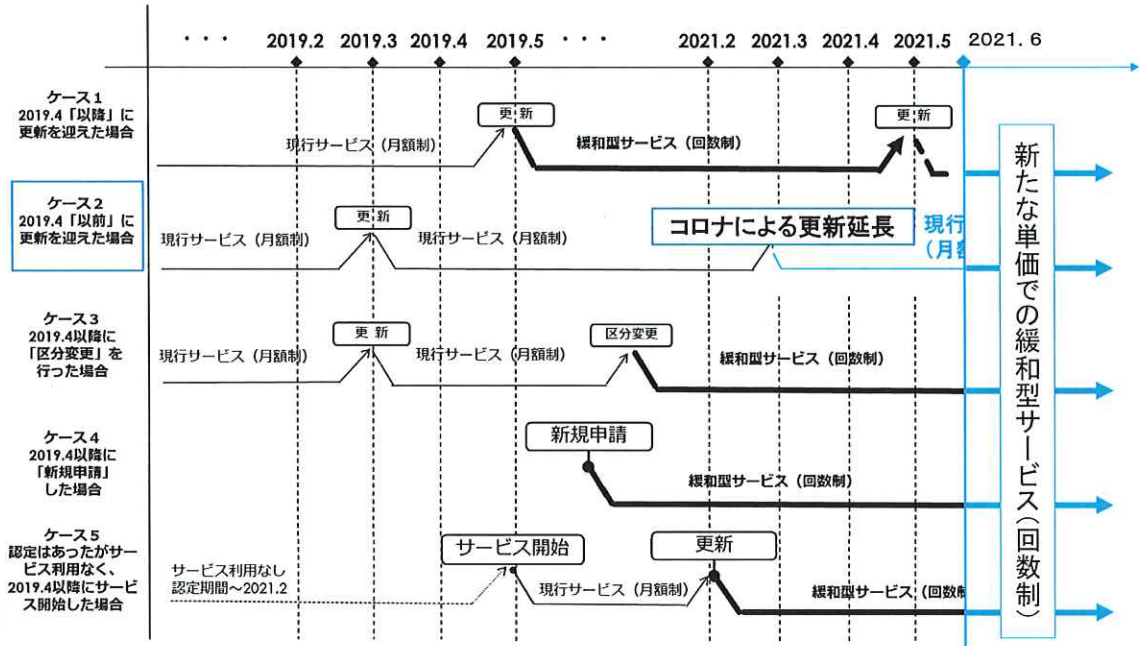 ・・・ 2019.2 2019.3 2019.4 2019.5 ・・・ 2021.2 2021.3 2021.4 2021.5 2021.6
ケース1
2019.4「以降」に
更新を迎えた場合
現行サービス（月額制）
更 新
緩和型サービス（回数制）
更 新
ケース2
2019.4「以前」に
更新を迎えた場合
現行サービス（月額制）
更 新
現行サービス（月額制）
コロナによる更新延長
現行
（月額
ケース3
2019.4以降に
「区分変更」を
行った場合
現行サービス（月額制）
更 新
現行サービス（月額制）
区分変更
緩和型サービス（回数制）
ケース4
2019.4以降に
「新規申請」
した場合
新規申請
緩和型サービス（回数制）
ケース5
認定はあったがサー
ビス利用なく、
2019.4以降にサービ
ス開始した場合
サービス利用なし
認定期間～2021.2
サービス開始
現行サービス（月額制）
更新
緩和型サービス（回数制
新たな単価での緩和型サービス（回数制）